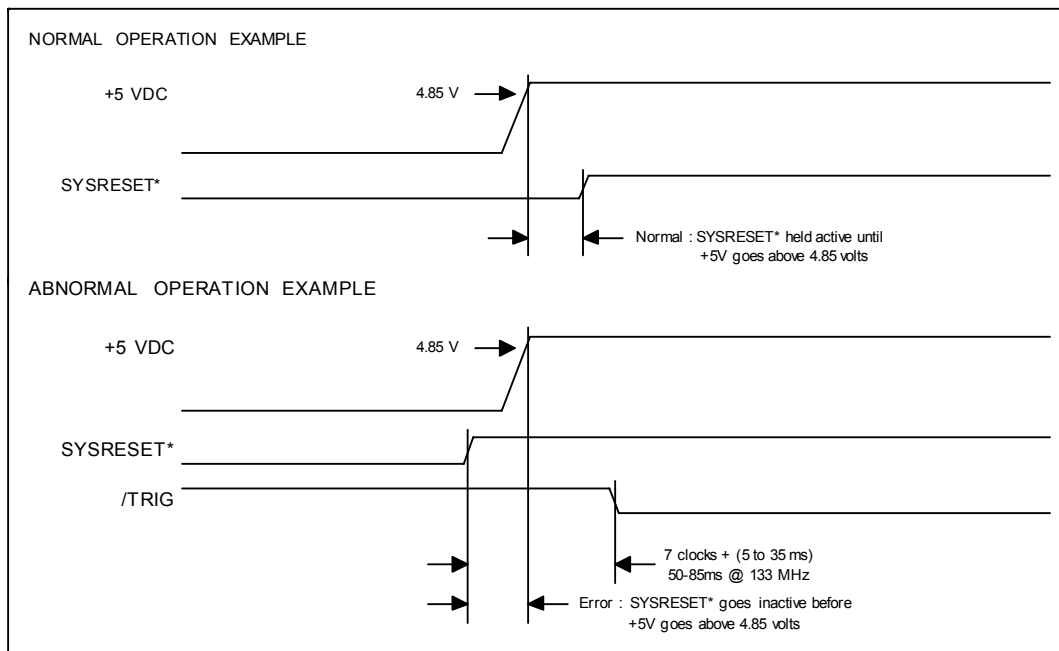 NORMAL OPERATION EXAMPLE
+5 VDC
4.85 V
SYSRESET*
Normal : SYSRESET* held active until
+5V goes above 4.85 volts
ABNORMAL OPERATION EXAMPLE
+5 VDC
4.85 V
SYSRESET*
/TRIG
7 clocks + (5 to 35 ms)
50-85ms @ 133 MHz
Error : SYSRESET* goes inactive before
+5V goes above 4.85 volts